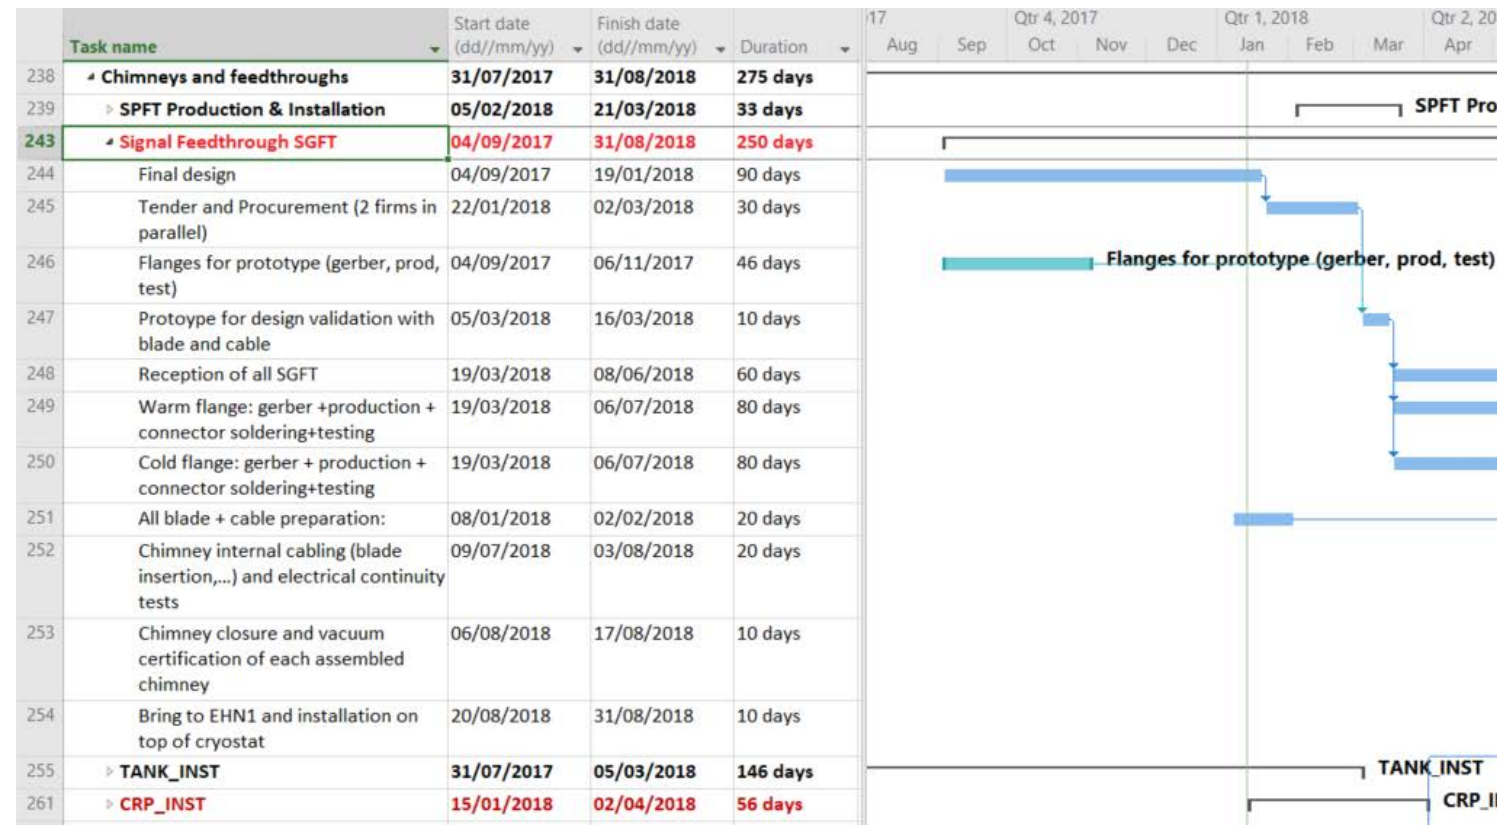 17 Qtr 4, 2017 Qtr 1, 2018 Qtr 2, 20
Start date Finish date
Task name (dd//mm/yy) (dd//mm/yy) Duration Aug Sep Oct Nov Dec Jan Feb Mar Apr
238 Chimneys and feedthroughs 31/07/2017 31/08/2018 275 days
239 SPFT Production & Installation 05/02/2018 21/03/2018 33 days SPFT Pro
243 Signal Feedthrough SGFT 04/09/2017 31/08/2018 250 days
244 Final design 04/09/2017 19/01/2018 90 days
245 Tender and Procurement (2 firms in 22/01/2018 02/03/2018 30 days
parallel)
246 Flanges for prototype (gerber, prod, 04/09/2017 06/11/2017 46 days Flanges for prototype (gerber, prod, test)
test)
247 Protoype for design validation with 05/03/2018 16/03/2018 10 days
blade and cable
248 Reception of all SGFT 19/03/2018 08/06/2018 60 days
249 Warm flange: gerber +production + 19/03/2018 06/07/2018 80 days
connector soldering+testing
250 Cold flange: gerber + production + 19/03/2018 06/07/2018 80 days
connector soldering+testing
251 All blade + cable preparation: 08/01/2018 02/02/2018 20 days
252 Chimney internal cabling (blade 09/07/2018 03/08/2018 20 days
insertion,...) and electrical continuity
tests
253 Chimney closure and vacuum 06/08/2018 17/08/2018 10 days
certification of each assembled
chimney
254 Bring to EHN1 and installation on 20/08/2018 31/08/2018 10 days
top of cryostat
255 TANK_INST 31/07/2017 05/03/2018 146 days TANK_INST
261 CRP_INST 15/01/2018 02/04/2018 56 days CRP_I